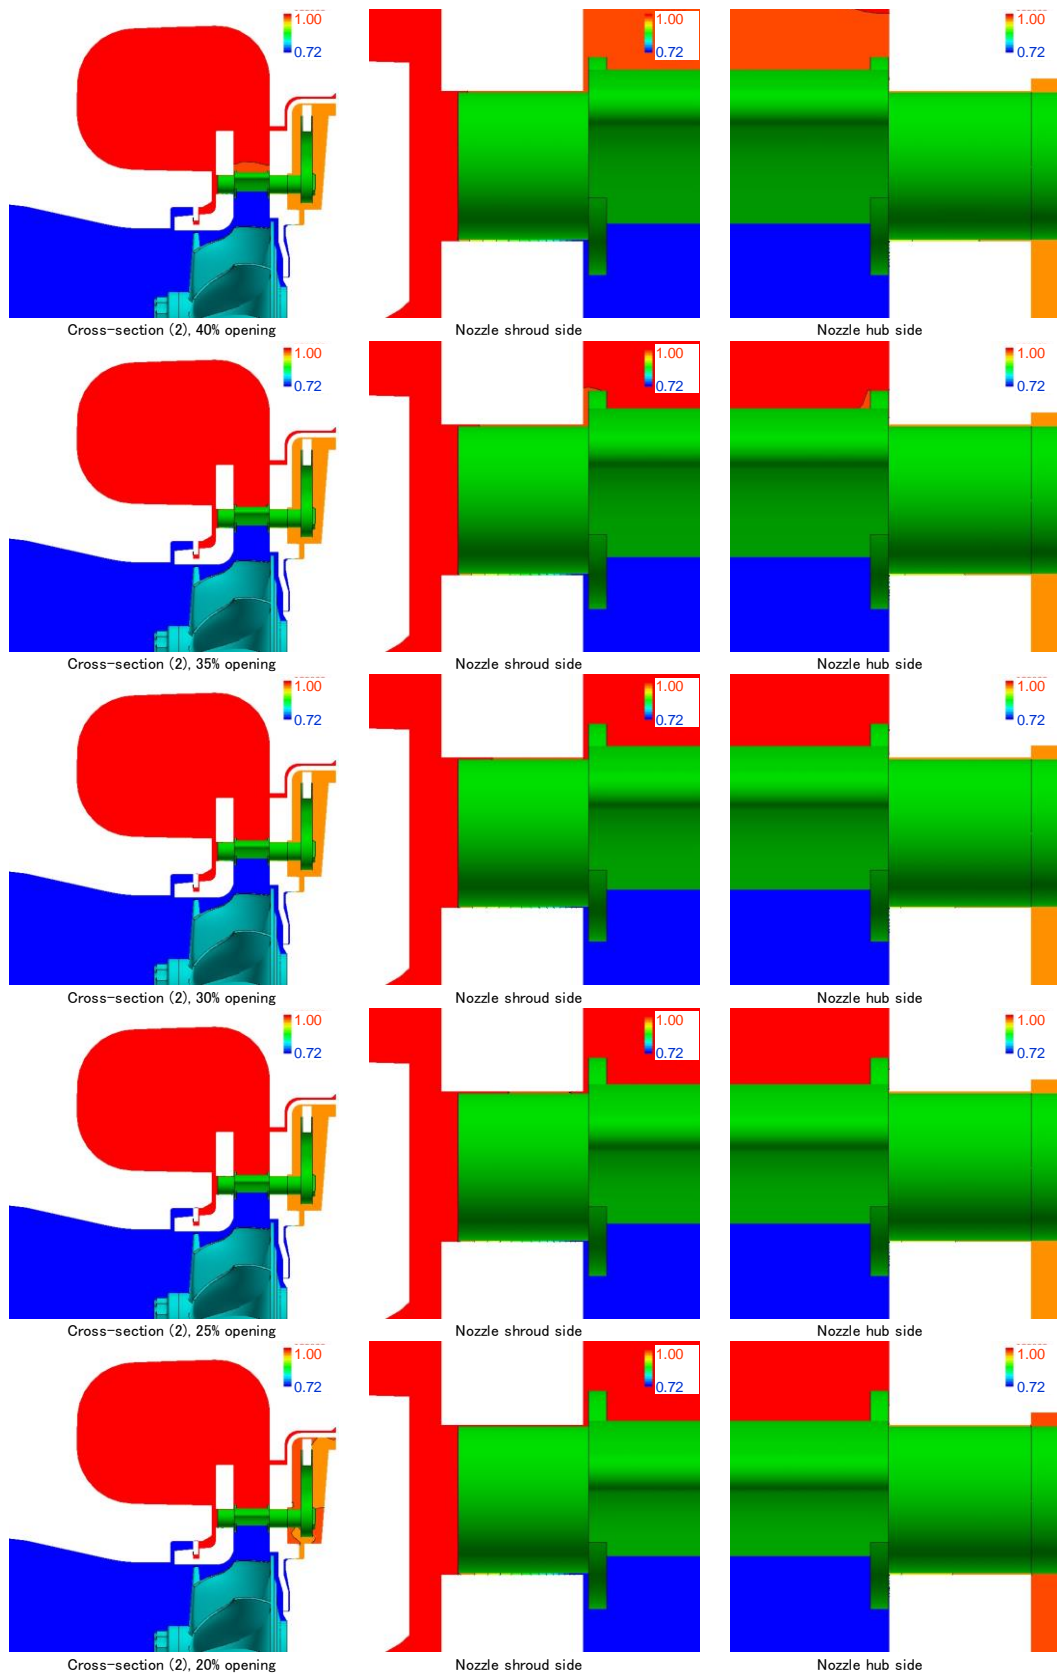 1.00
0.72
1.00
0.72
1.00
0.72
Cross-section (2), 40% opening
Nozzle shroud side
Nozzle hub side
1.00
0.72
1.00
0.72
1.00
0.72
Cross-section (2), 35% opening
Nozzle shroud side
Nozzle hub side
1.00
0.72
1.00
0.72
1.00
0.72
Cross-section (2), 30% opening
Nozzle shroud side
Nozzle hub side
1.00
0.72
1.00
0.72
1.00
0.72
Cross-section (2), 25% opening
Nozzle shroud side
Nozzle hub side
1.00
0.72
1.00
0.72
1.00
0.72
Cross-section (2), 20% opening
Nozzle shroud side
Nozzle hub side